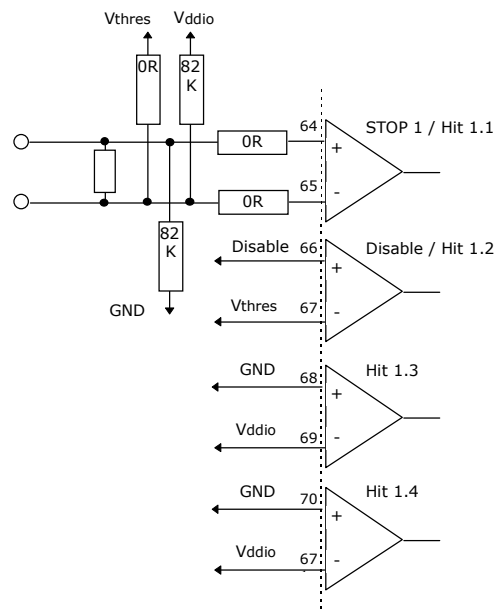 Vthres Vddio
0R
82
K
64
STOP 1 / Hit 1.1
+
0R
65
-
0R
82
K
GND
Disable
66
Disable / Hit 1.2
+
Vthres
67
-
GND
68
Hit 1.3
+
Vddio
69
-
GND
70
Hit 1.4
+
Vddio
67
-